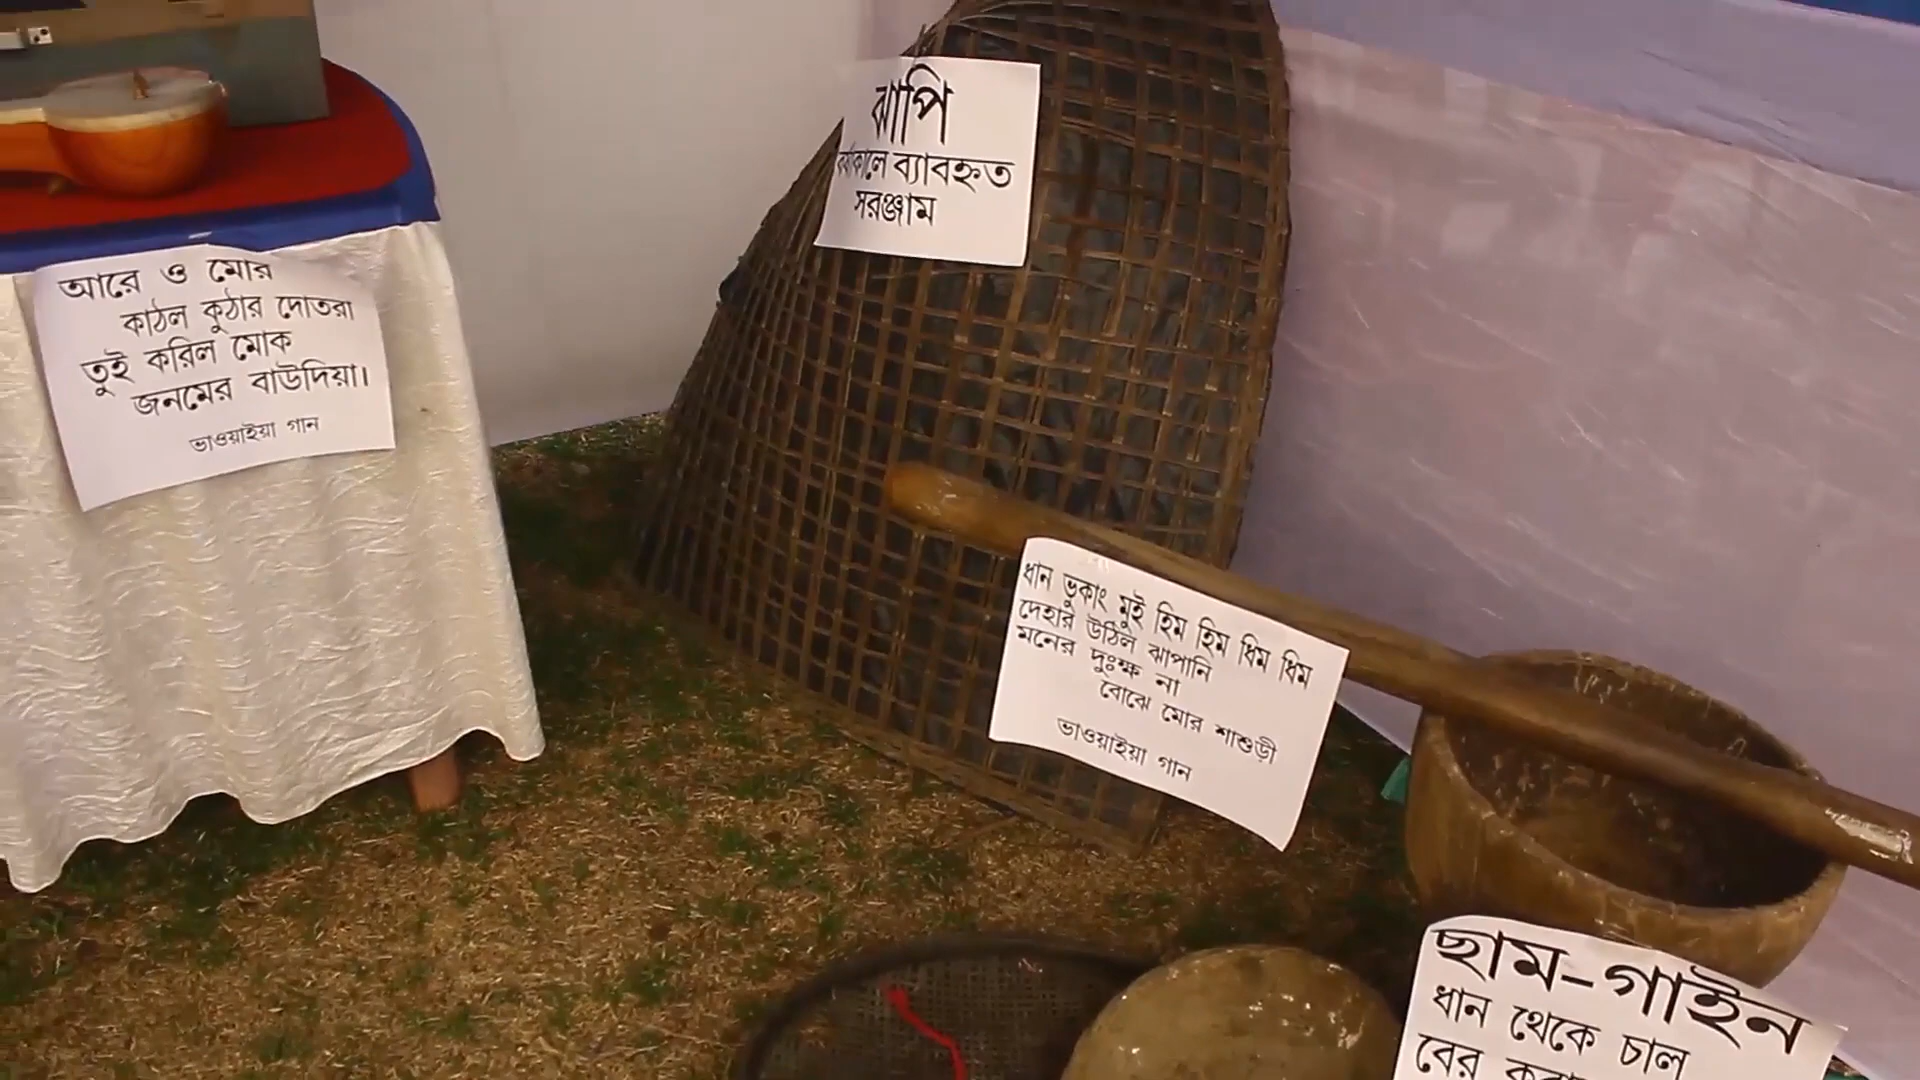 আরে ও মোর
কাঠল কুঠার দোতরা
তুই করিল মোক
জনমের বাউদিয়া।
ভাওয়াইয়া গান
ঝাপি
বর্ষাকালে ব্যাবহৃত
সরঞ্জাম
ধান ভুকাং মুই হিম হিম ধিম ধিম
দেহার উঠিল ঝাপানি
মনের দুঃক্ষ না
বোঝে মোর শাশুড়ী
ভাওয়াইয়া গান
ছাম-গাইন
ধান থেকে চাল
বের